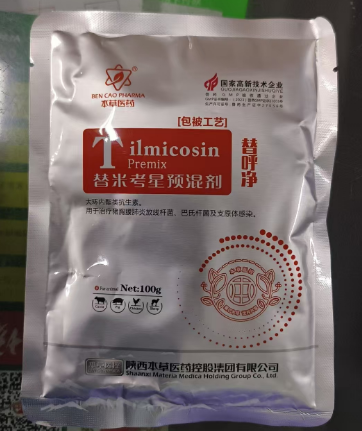 BEN CAO PHARMA
本草医药
国家高新技术企业
[包被工艺]
Tilmicosin
Premix
替米考星预混剂
替呼净
大环内酯类抗生素。
用于治疗猪胸膜肺炎放线杆菌、巴氏杆菌及支原体感染。
Net:100g
陕西本草医药控股集团有限公司
Shaanxi Materia Medica Holding Group Co., Ltd